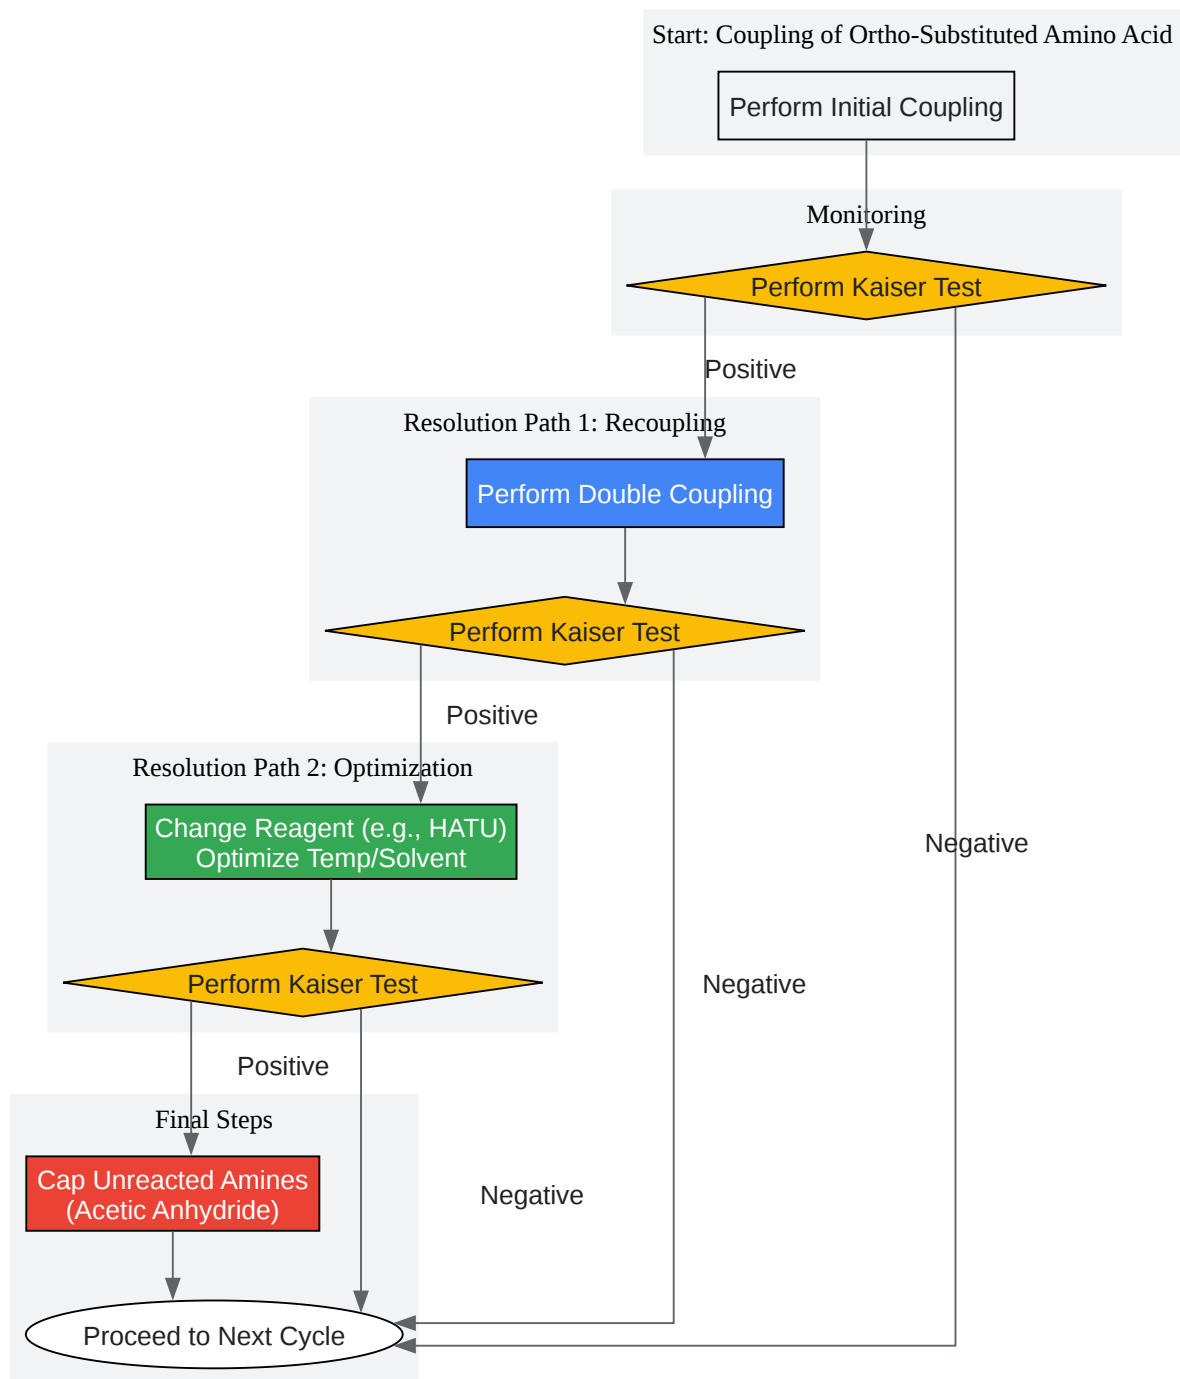 Start: Coupling of Ortho-Substituted Amino Acid
Perform Initial Coupling
Monitoring
Perform Kaiser Test
Positive
Resolution Path 1: Recoupling
Perform Double Coupling
Perform Kaiser Test
Positive
Resolution Path 2: Optimization
Change Reagent (e.g., HATU)
Optimize Temp/Solvent
Negative
Perform Kaiser Test
Negative
Positive
Final Steps
Cap Unreacted Amines
(Acetic Anhydride)
Negative
Proceed to Next Cycle